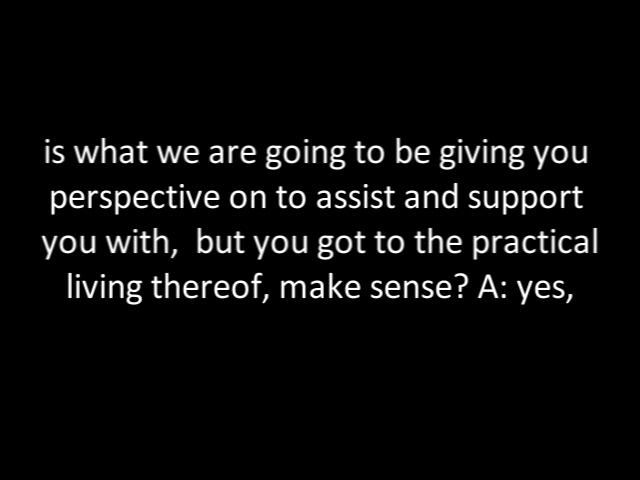 is what we are going to be giving you
perspective on to assist and support
you with,  but you got to the practical
living thereof, make sense? A: yes,